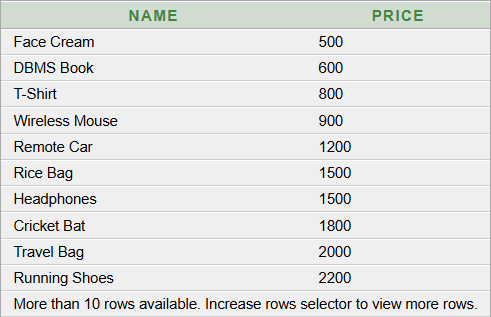 NAME PRICE
Face Cream 500
DBMS Book 600
T-Shirt 800
Wireless Mouse 900
Remote Car 1200
Rice Bag 1500
Headphones 1500
Cricket Bat 1800
Travel Bag 2000
Running Shoes 2200
More than 10 rows available. Increase rows selector to view more rows.